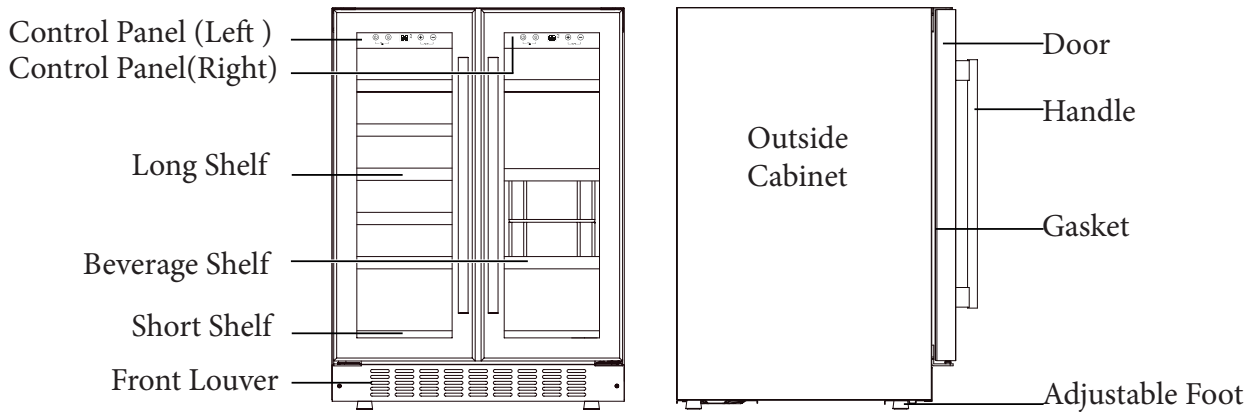 Control Panel (Left )
Control Panel(Right)
Long Shelf
Beverage Shelf
Short Shelf
Front Louver
Outside
Cabinet
Door
Handle
Gasket
Adjustable Foot